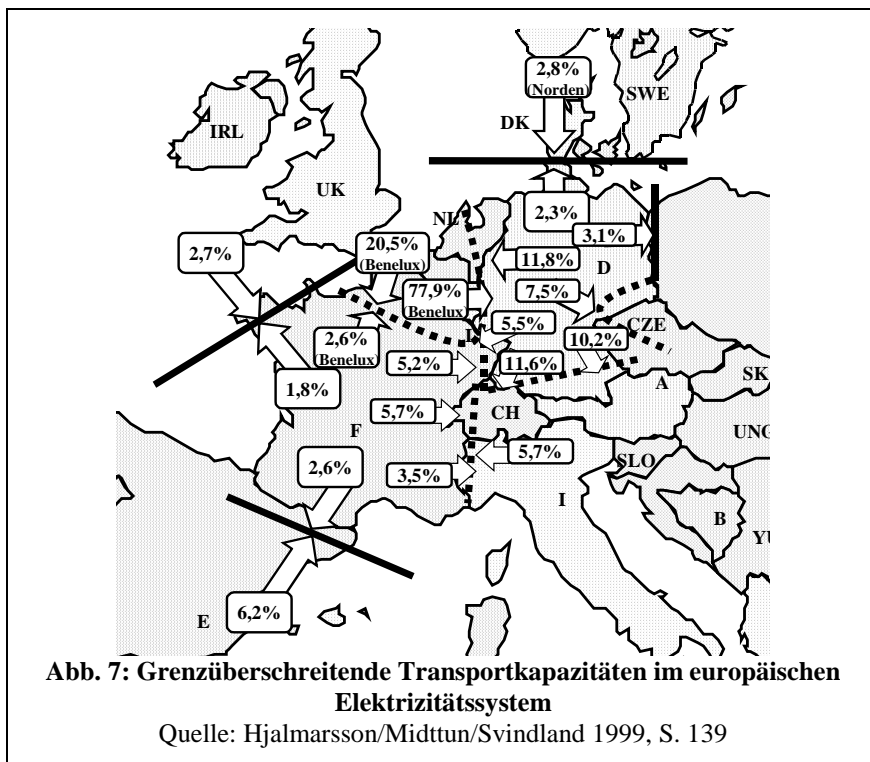 2,8%
(Norden)
SWE
DK
IRL
UK
NL
2,3%
3,1%
2,7%
20,5%
(Benelux)
11,8%
D
77,9%
(Benelux)
7,5%
L
5,5%
CZE
2,6%
(Benelux)
10,2%
5,2%
11,6%
A
SK
1,8%
5,7%
CH
F
UNG
2,6%
5,7%
SLO
3,5%
I
B
YU
E
6,2%
Abb. 7: Grenzüberschreitende Transportkapazitäten im europäischen
Elektrizitätssystem
Quelle: Hjalmarsson/Midttun/Svindland 1999, S. 139